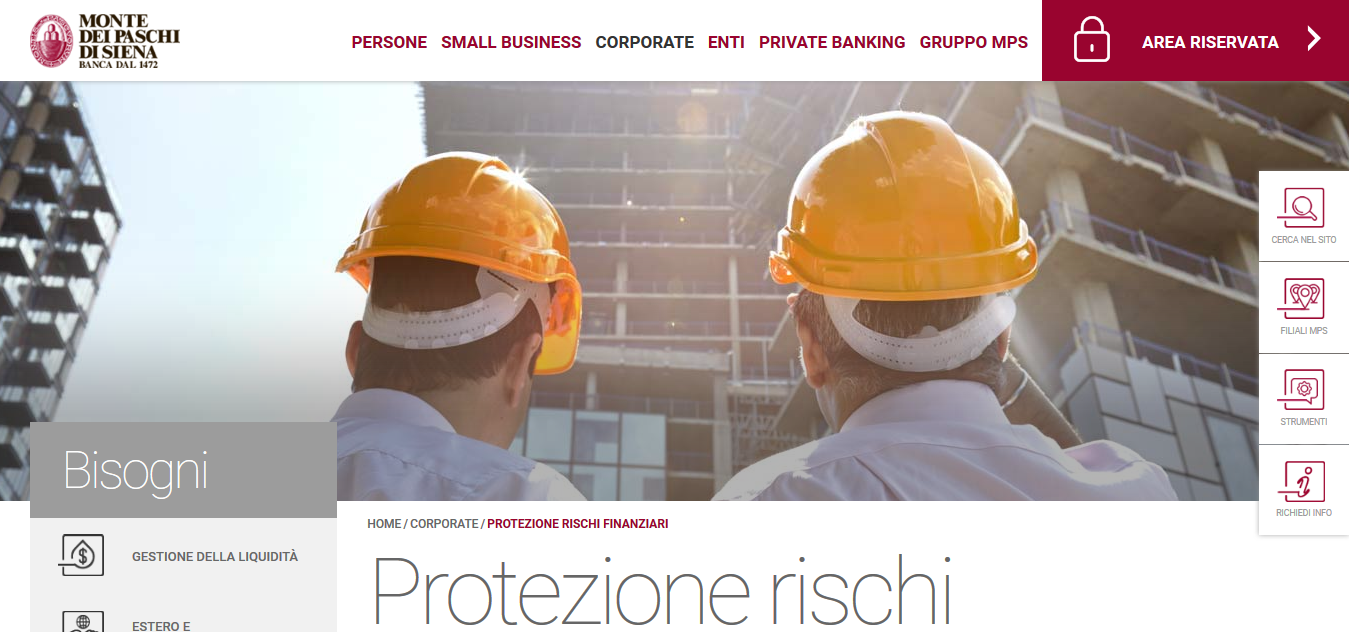 MONTE
DEI PASCHI
DI SIENA
BANCA DAL 1472
PERSONE SMALL BUSINESS CORPORATE ENTI PRIVATE BANKING GRUPPO MPS
AREA RISERVATA
CERCA NEL SITO
FILIALI MPS
STRUMENTI
RICHIEDI INFO
Bisogni
GESTIONE DELLA LIQUIDITÀ
ESTERO E
HOME / CORPORATE / PROTEZIONE RISCHI FINANZIARI
Protezione rischi